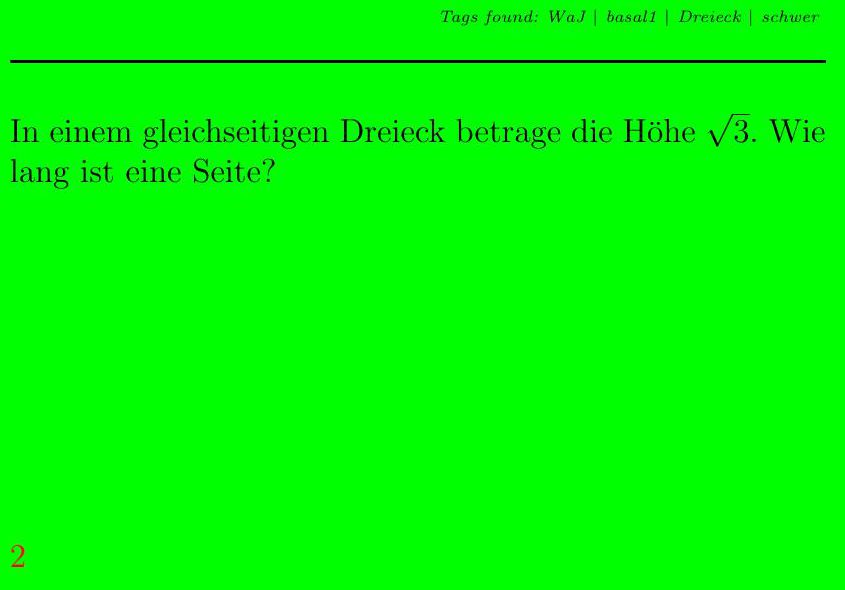 Tags found: WaJ | basal1 | Dreieck | schwer
In einem gleichseitigen Dreieck betrage die Höhe √3. Wie
lang ist eine Seite?
2